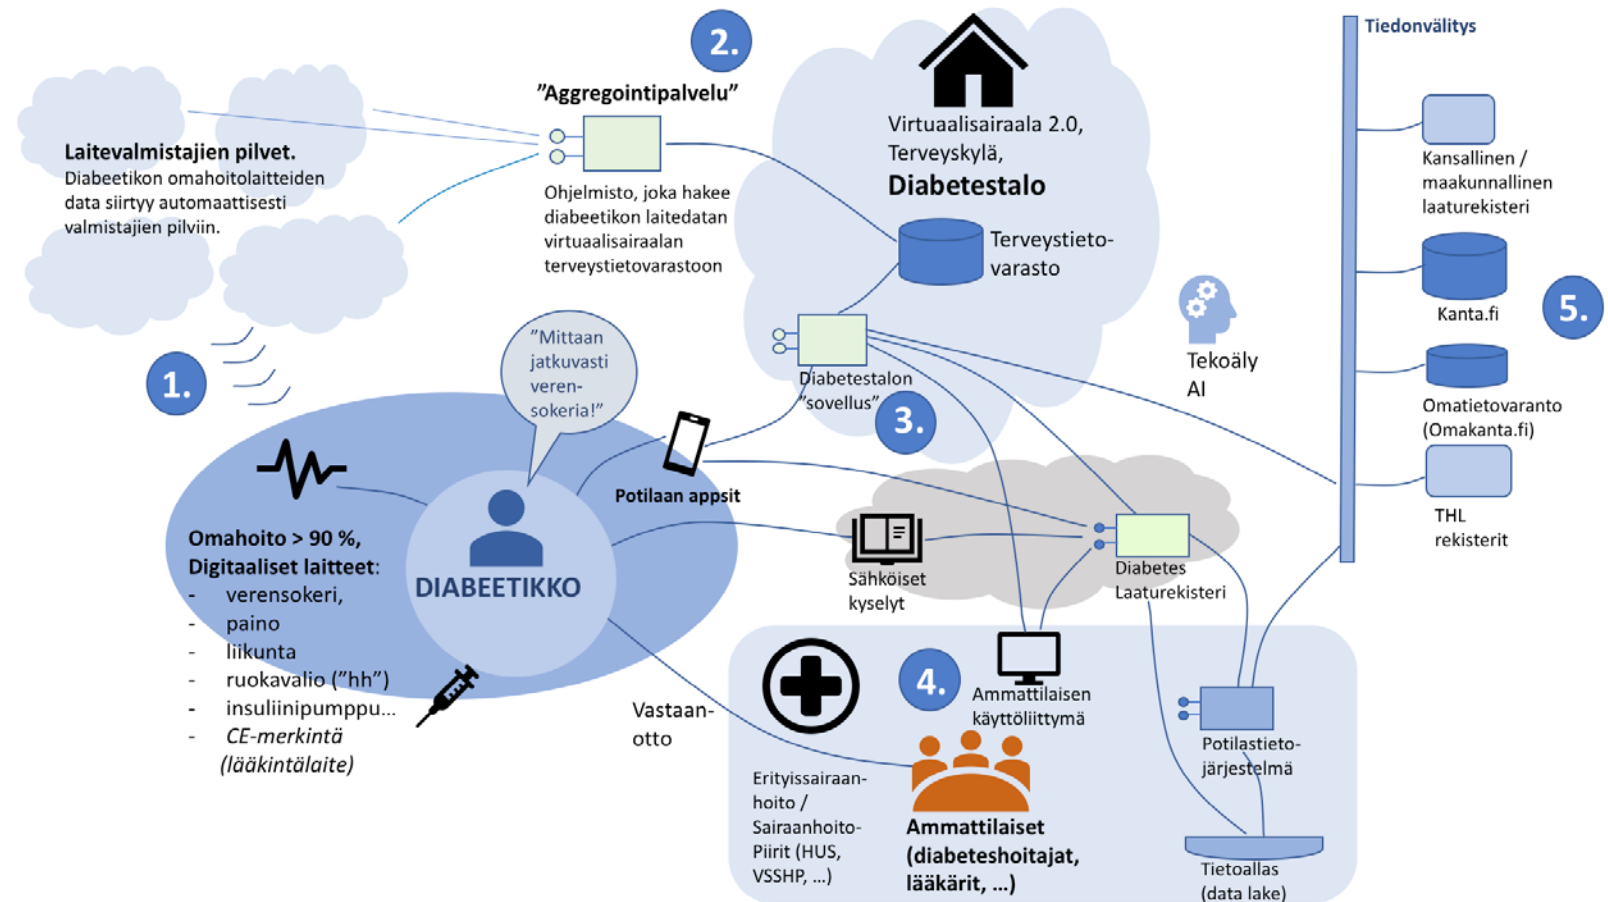 2.
"Aggregointipalvelu"
Laitevalmistajien pilvet.
Diabeetikon omahoitolaitteiden
data siirtyy automaattisesti
valmistajien pilviin.
Ohjelmisto, joka hakee
diabeetikon laitedatan
virtuaalisairaalan
terveystietovarastoon
Virtuaalisairaala 2.0,
Terveyskylä,
Diabetestalo
Terveystieto-
varasto
Tiedonvälitys
Kansallinen /
maakunnallinen
laaturekisteri
Kanta.fi
5.
Omatietovaranto
(Omakanta.fi)
THL
rekisterit
Tekoäly
AI
1.
"Mittaan
jatkuvasti
veren-
sokeria!"
Diabetestalon
"sovellus"
3.
Potilaan appsit
Omahoito > 90 %,
Digitaaliset laitteet:
- verensokeri,
- paino
- liikunta
- ruokavalio ("hh")
- insuliinipumppu...
- CE-merkintä
(lääkintälaite)
DIABEETIKKO
Sähköiset
kyselyt
Diabetes
Laaturekisteri
Vastaan-
otto
4.
Ammattilaisen
käyttöliittymä
Erityissairaan-
hoito /
Sairaanhoito-
Piirit (HUS,
VSSHP, ...)
Ammattilaiset
(diabeteshoitajat,
lääkärit, ...)
Potilastieto-
järjestelmä
Tietoallas
(data lake)